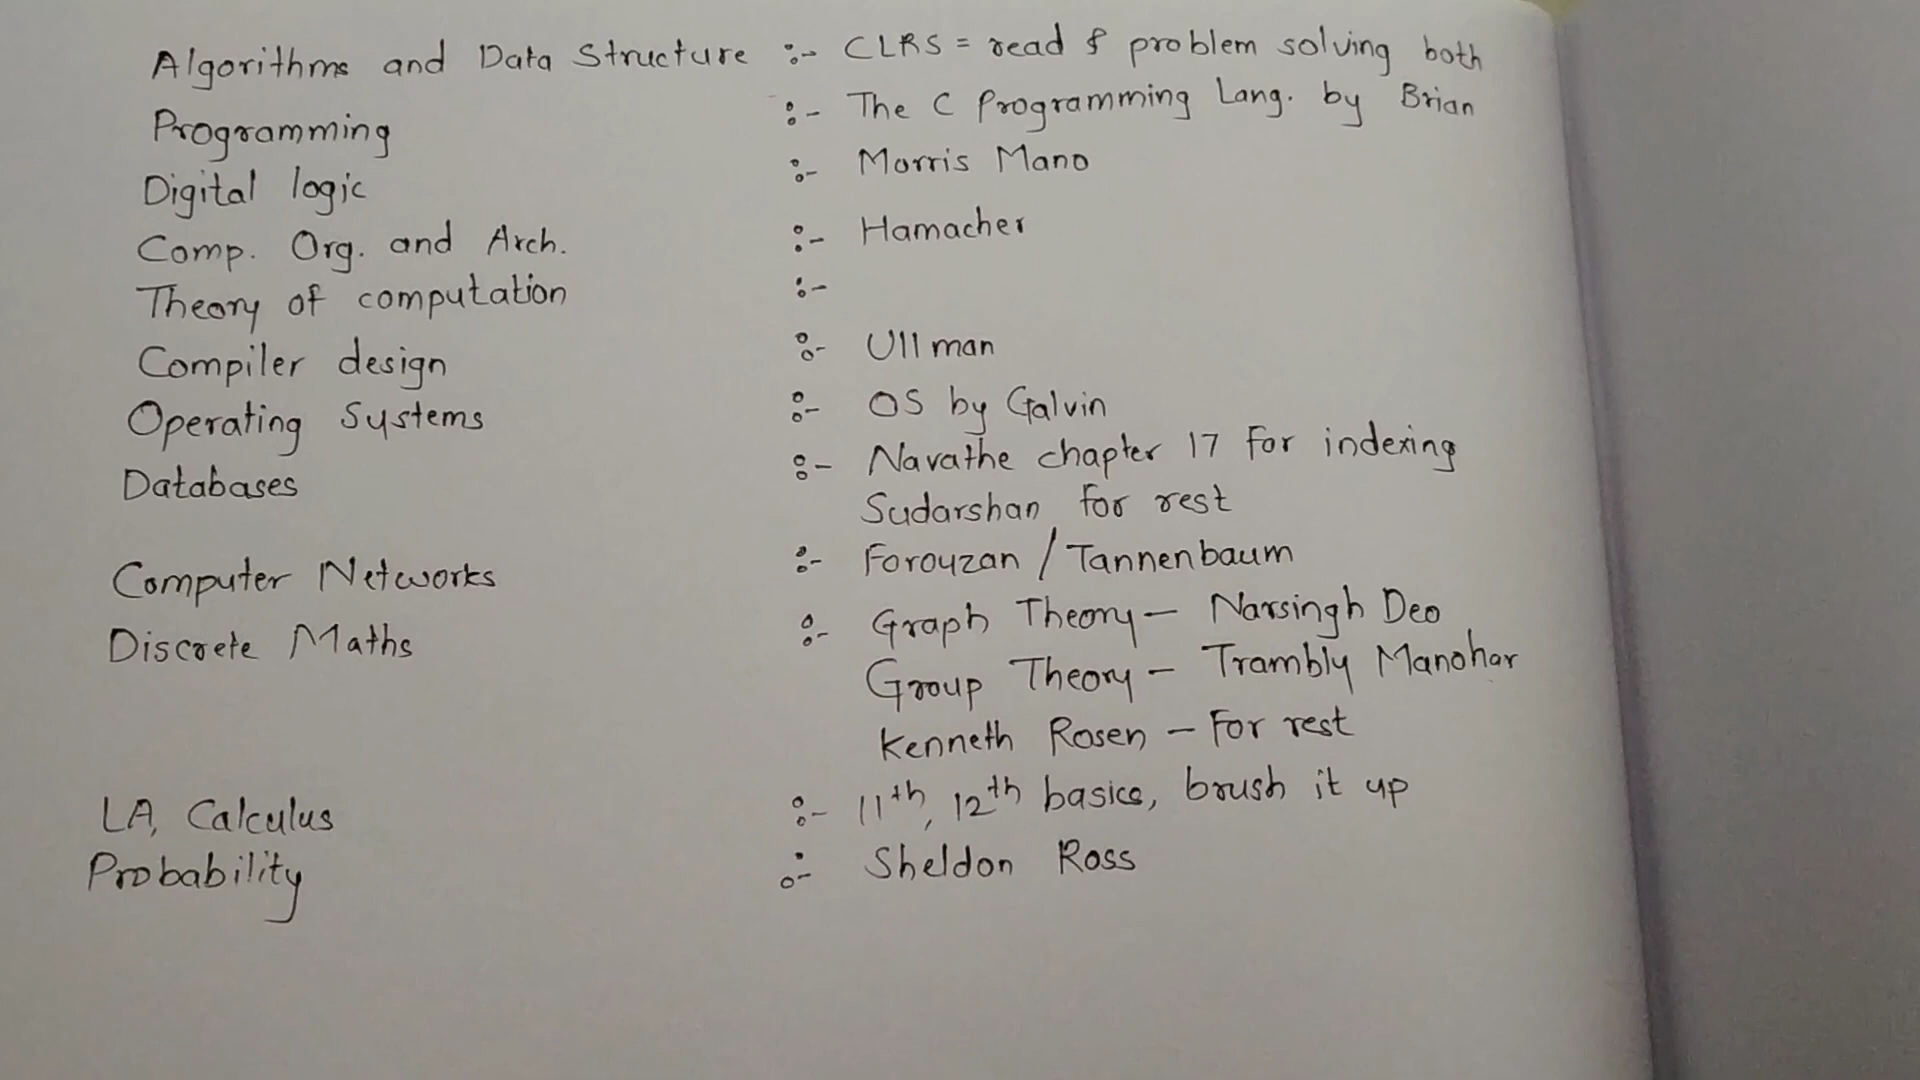 Algorithms and Data Structure :- CLRS = read & problem solving both
Programming :- The C Programming Lang. by Brian
Digital logic :- Morris Mano
Comp. Org. and Arch. :- Hamacher
Theory of computation :-
Compiler design :- Ullman
Operating Systems :- OS by Galvin
Databases :- Navathe chapter 17 for indexing
Sudarshan for rest
Computer Networks :- Forouzan / Tannenbaum
Discrete Maths :- Graph Theory - Narsingh Deo
Group Theory - Trambly Manohar
Kenneth Rosen - For rest
LA, Calculus :- 11th, 12th basics, brush it up
Probability :- Sheldon Ross